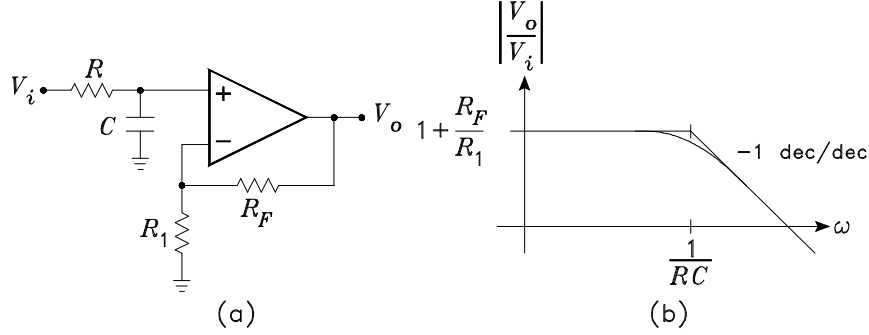 V_i
R
C
+
−
V_o
R_F
R_1
(a)
|V_o/V_i|
1 + R_F/R_1
−1 dec/dec
ω
1/RC
(b)